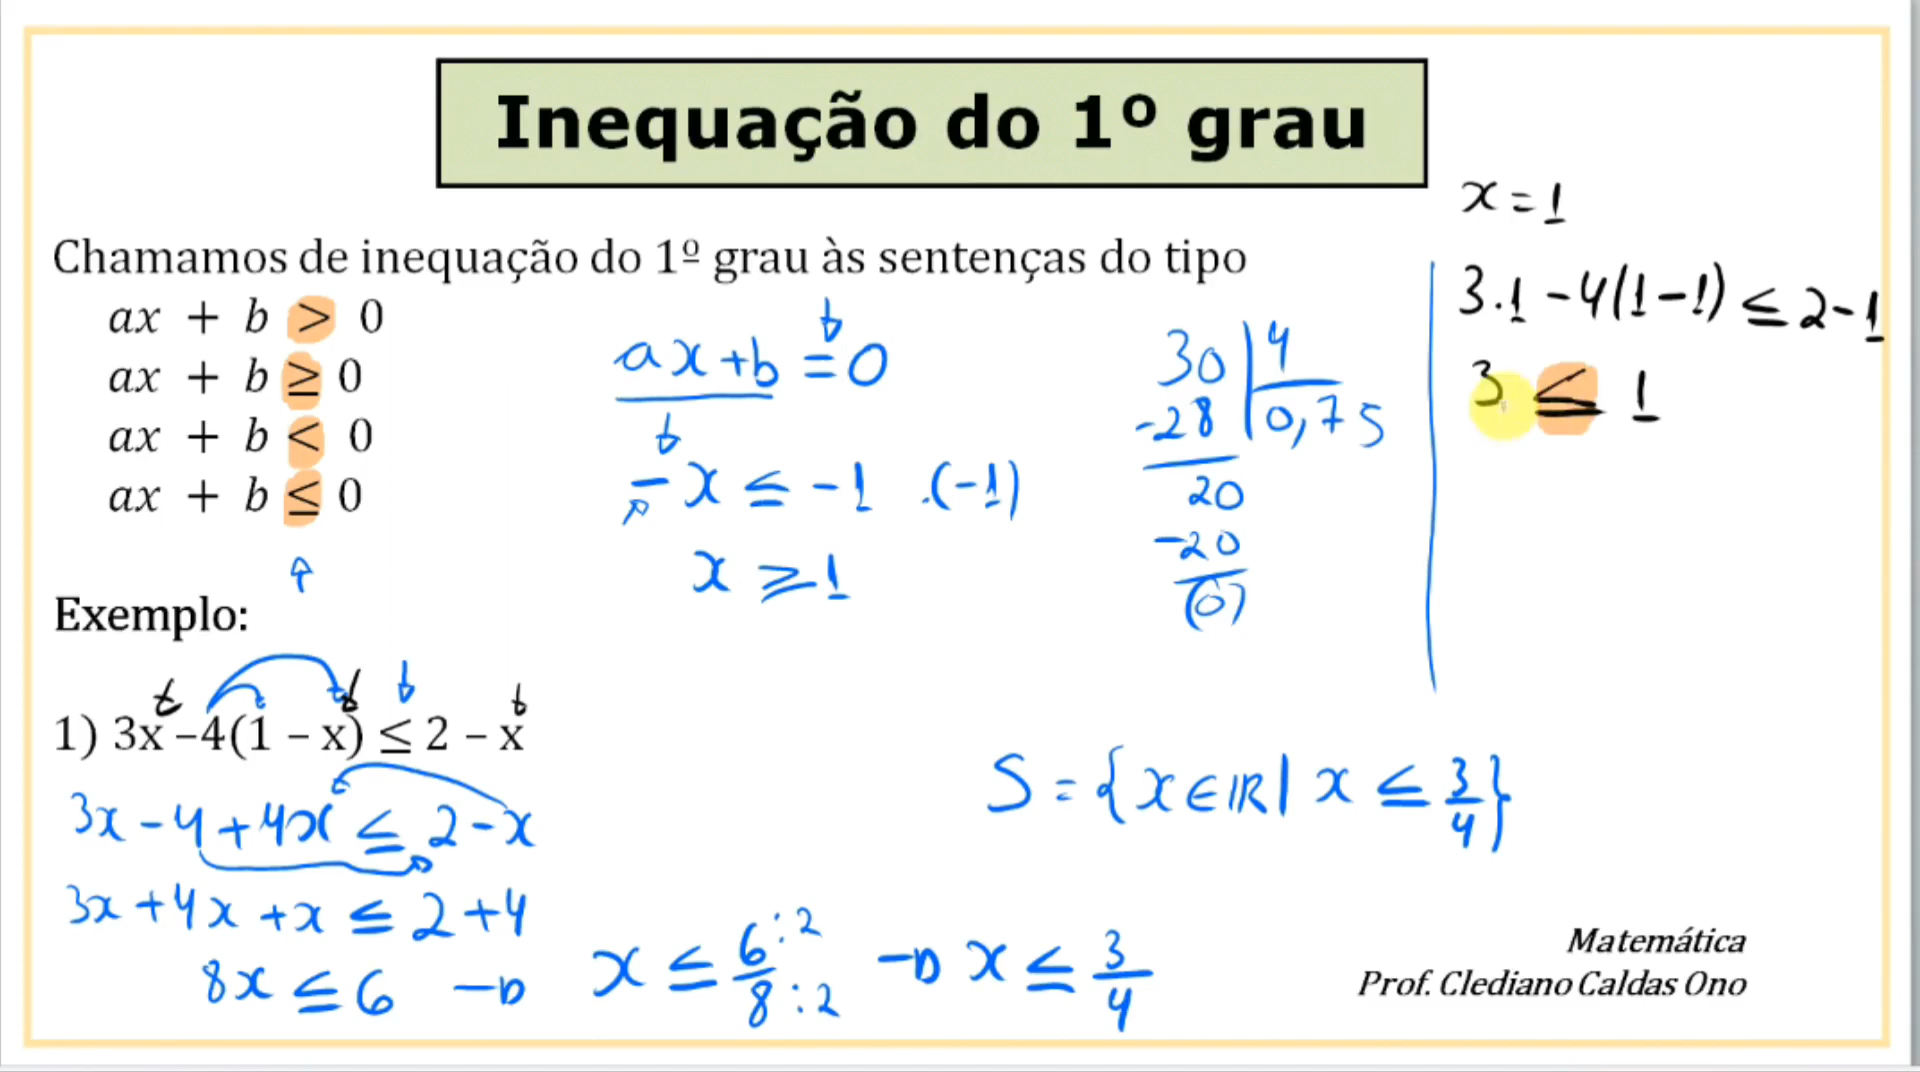 Inequação do 1º grau
Chamamos de inequação do 1º grau às sentenças do tipo
ax + b > 0
ax + b ≥ 0
ax + b < 0
ax + b ≤ 0
ax + b = 0
-x ≤ -1 .(-1)
x ≥ 1
30 | 4
-28 | 0,75
20
-20
(0)
x = 1
3.1 - 4(1-1) ≤ 2-1
3 ≤ 1
Exemplo:
1) 3x –4(1 – x) ≤ 2 – x
3x - 4 + 4x ≤ 2 - x
3x + 4x + x ≤ 2 + 4
8x ≤ 6 → x ≤ 6:2/8:2 → x ≤ 3/4
S = {x ∈ ℝ | x ≤ 3/4}
Matemática
Prof. Clediano Caldas Ono